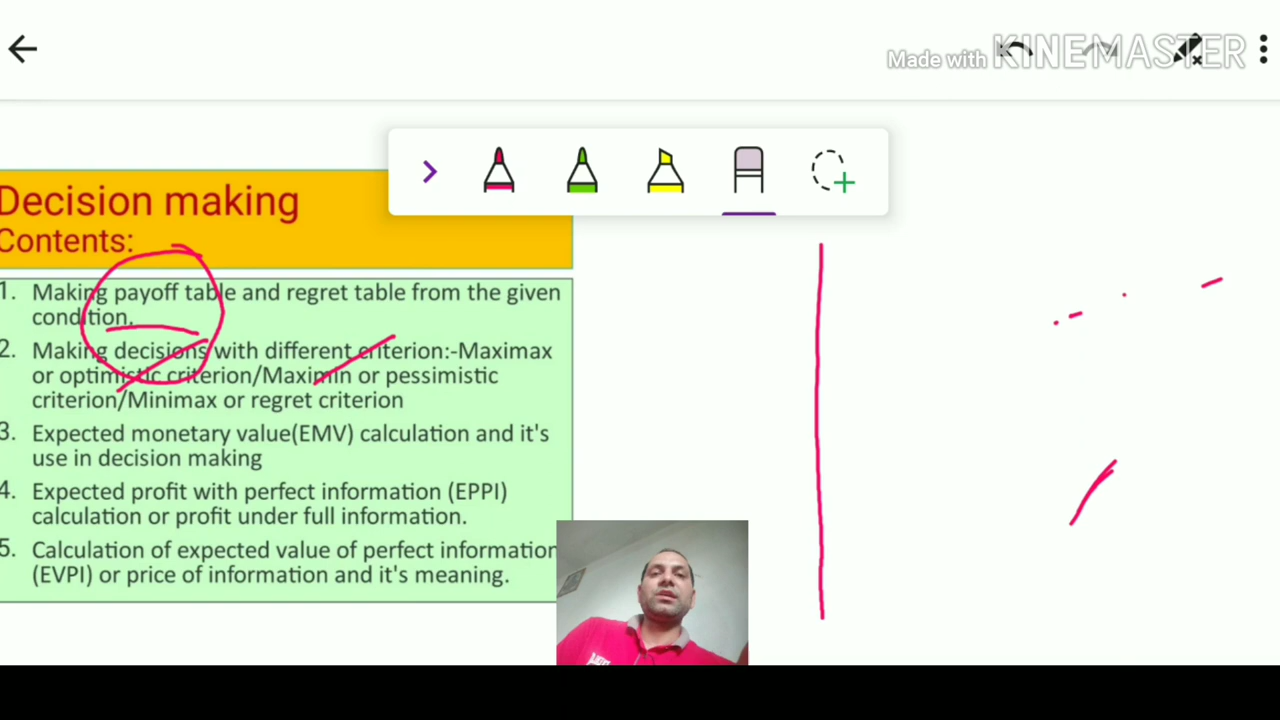 Made with KINEMASTER
Decision making
Contents:
1. Making payoff table and regret table from the given
condition.
2. Making decisions with different criterion:-Maximax
or optimistic criterion/Maximin or pessimistic
criterion/Minimax or regret criterion
3. Expected monetary value(EMV) calculation and it's
use in decision making
4. Expected profit with perfect information (EPPI)
calculation or profit under full information.
5. Calculation of expected value of perfect information
(EVPI) or price of information and it's meaning.